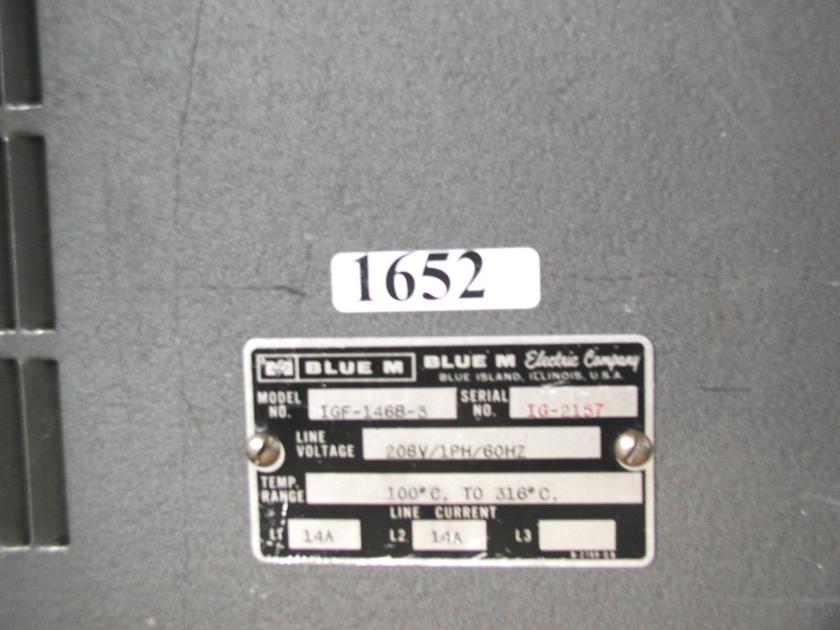 1652
BLUE M BLUE M Electric Company
BLUE ISLAND, ILLINOIS, U.S.A.
MODEL NO. IGF-1468-3 SERIAL NO. IG-2157
LINE VOLTAGE 208V/1PH/60HZ
TEMP. RANGE 100°C. TO 316°C.
LINE CURRENT
L1 14A L2 14A L3